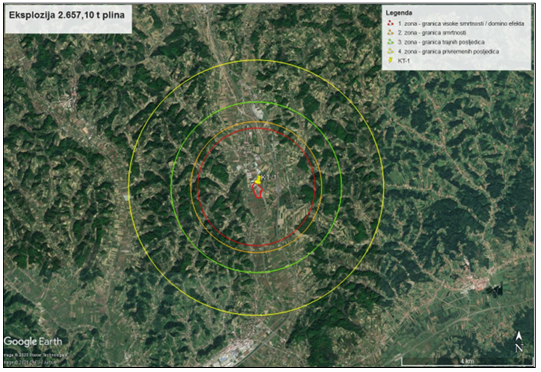 Eksplozija 2.657,10 t plina
Legenda
1. zona - granica visoke smrtnosti / domino efekta
2. zona - granica smrtnosti
3. zona - granica trajnih posljedica
4. zona - granica privremenih posljedica
KT-1
Google Earth
N
4 km